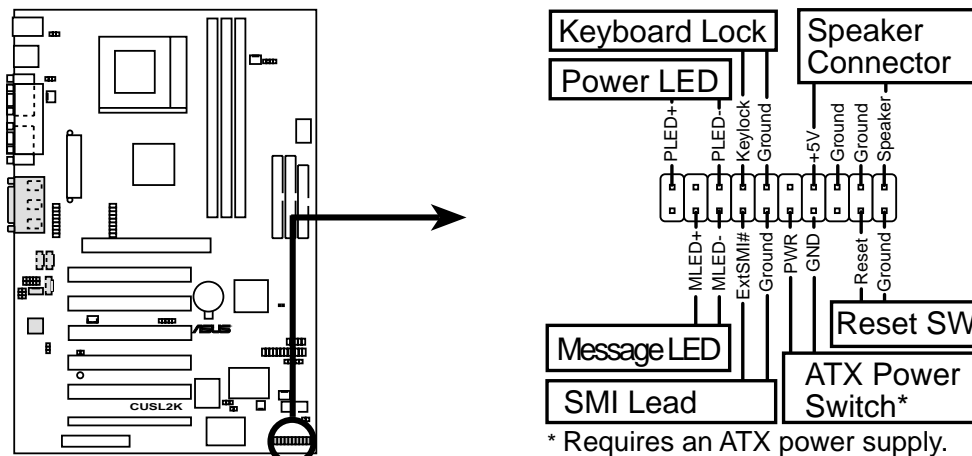 Keyboard Lock
Power LED
Speaker
Connector
PLED+
PLED-
Keylock
Ground
+5V
Ground
Ground
Speaker
MLED+
MLED-
ExtSMI#
Ground
PWR
GND
Reset
Ground
Message LED
SMI Lead
Reset SW
ATX Power
Switch*
* Requires an ATX power supply.
ASUS
CUSL2K